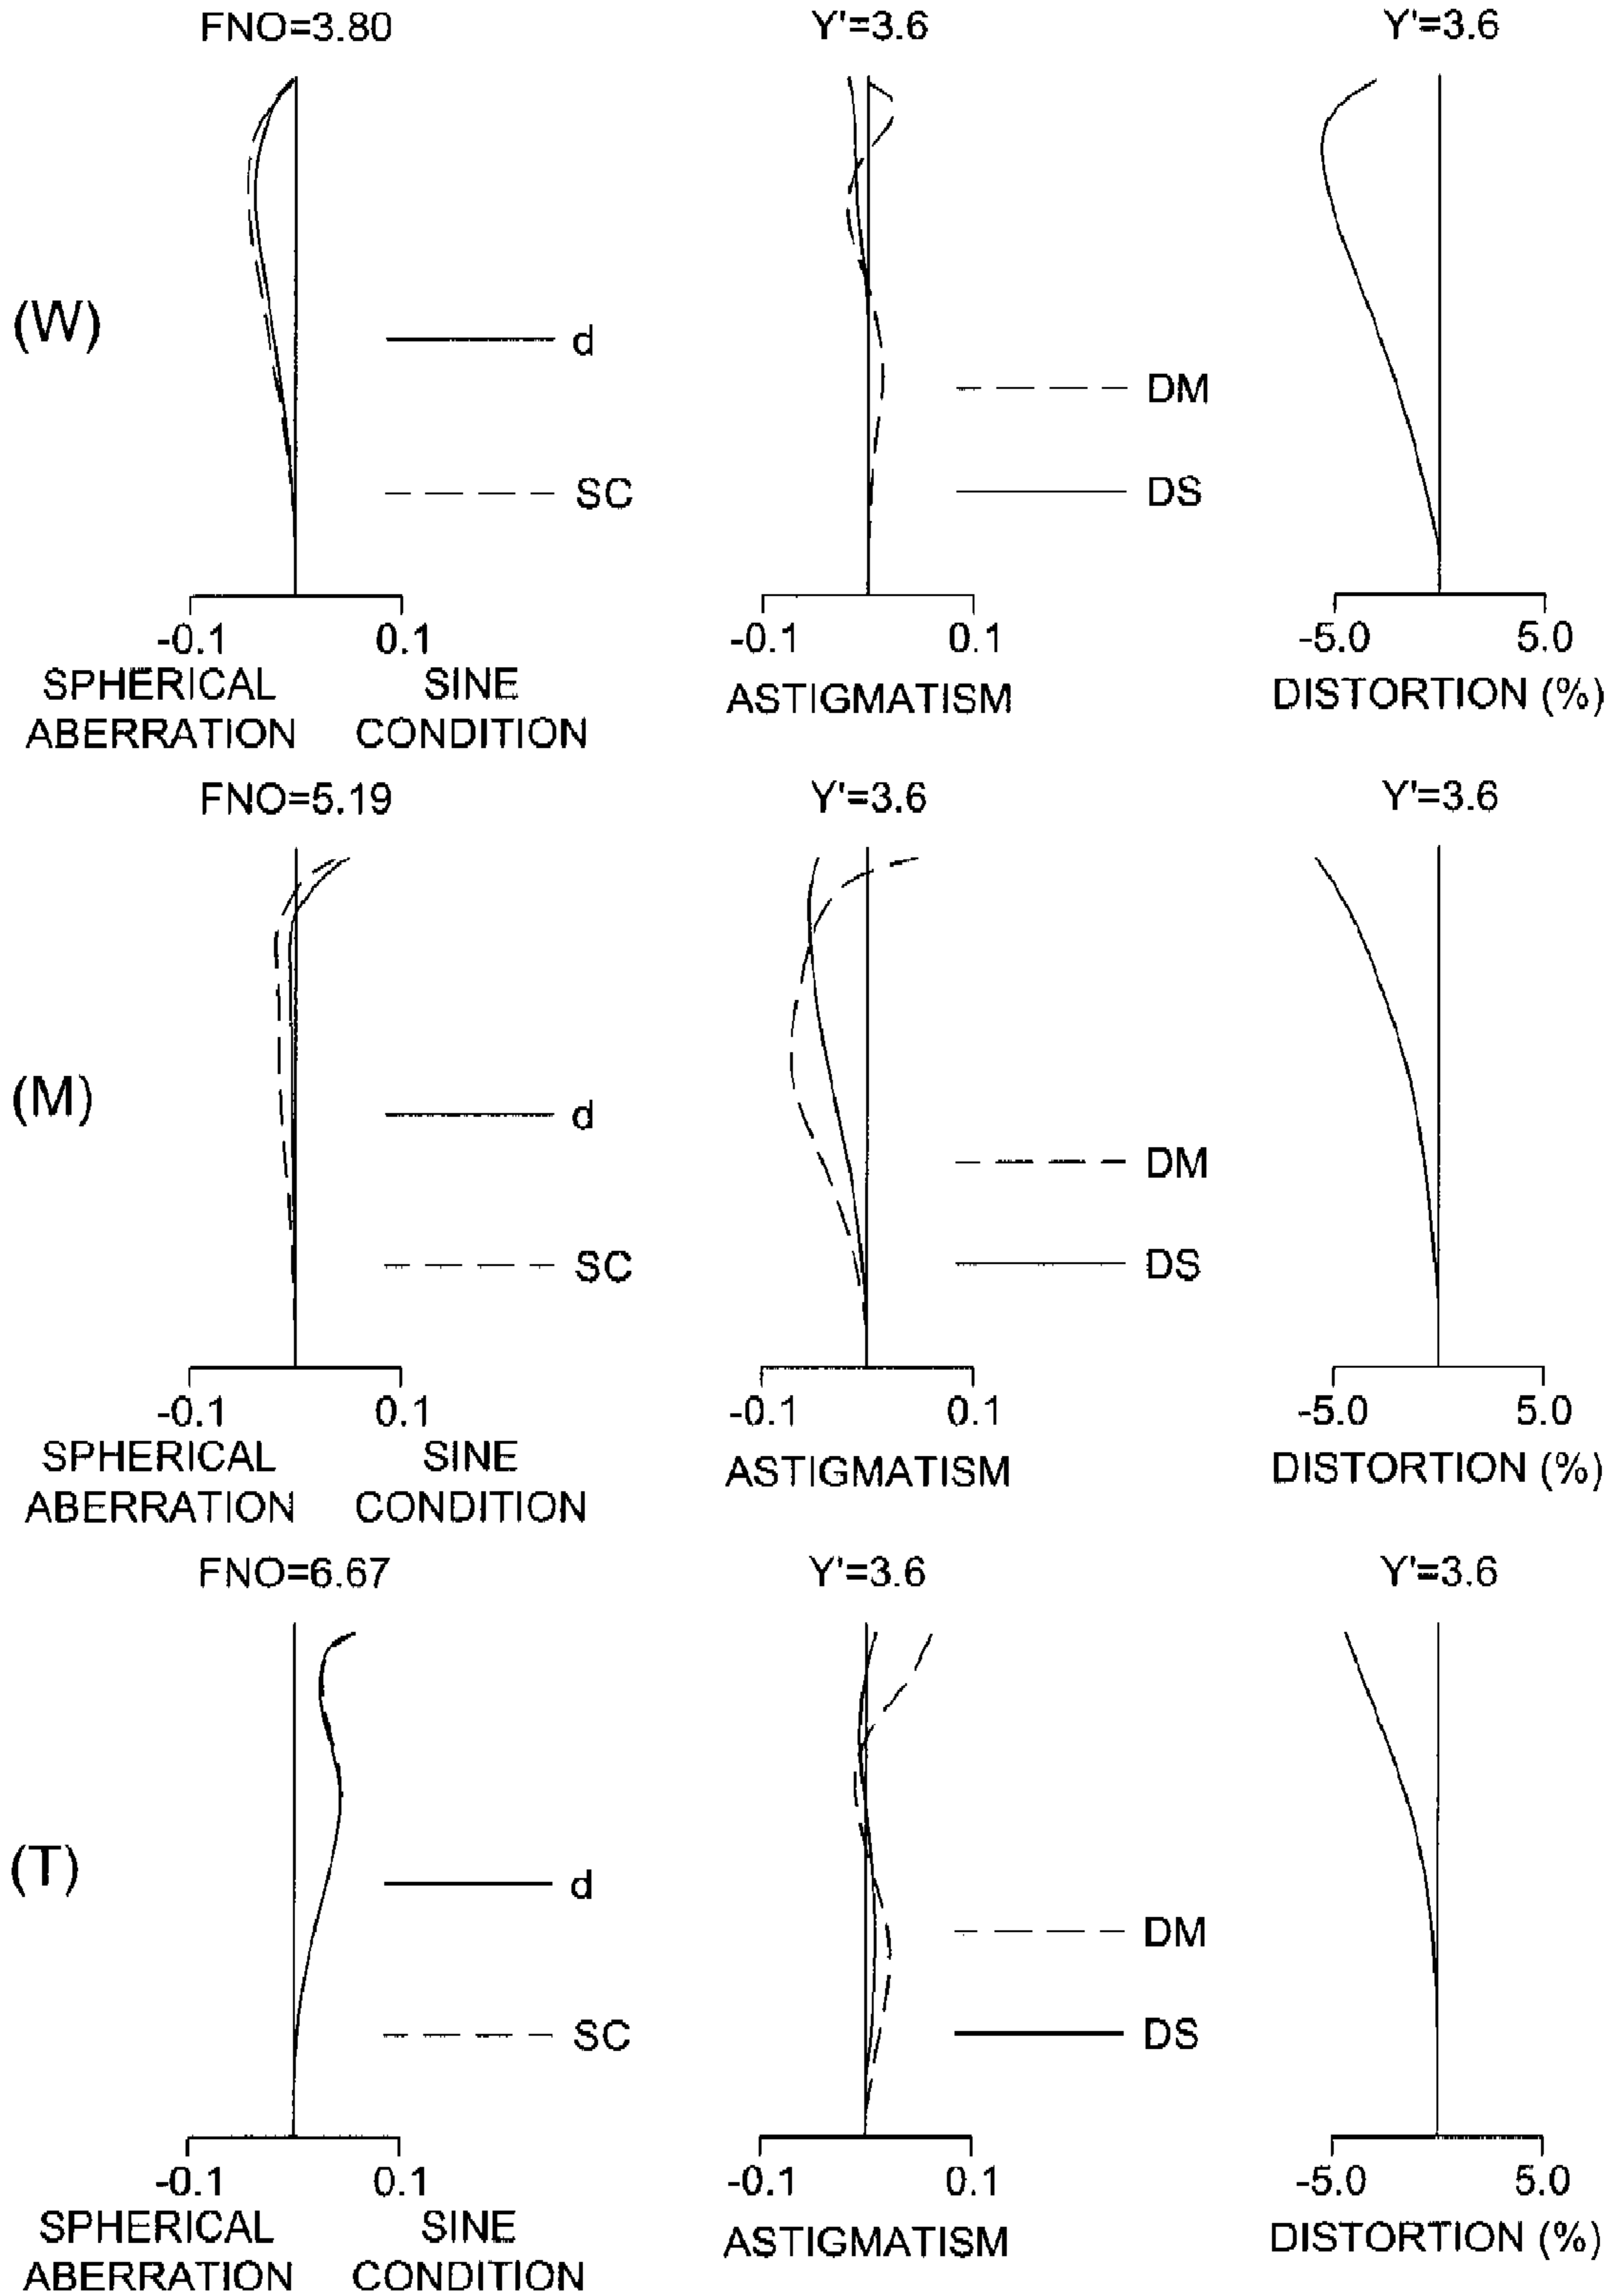 FNO=3.80
Y'=3.6
Y'=3.6
(W)
d
DM
SC
DS
-0.1
0.1
-0.1
0.1
-5.0
5.0
SPHERICAL
ABERRATION
SINE
CONDITION
ASTIGMATISM
DISTORTION (%)
FNO=5.19
Y'=3.6
Y'=3.6
(M)
d
DM
SC
DS
-0.1
0.1
-0.1
0.1
-5.0
5.0
SPHERICAL
ABERRATION
SINE
CONDITION
ASTIGMATISM
DISTORTION (%)
FNO=6.67
Y'=3.6
Y'=3.6
(T)
d
DM
SC
DS
-0.1
0.1
-0.1
0.1
-5.0
5.0
SPHERICAL
ABERRATION
SINE
CONDITION
ASTIGMATISM
DISTORTION (%)